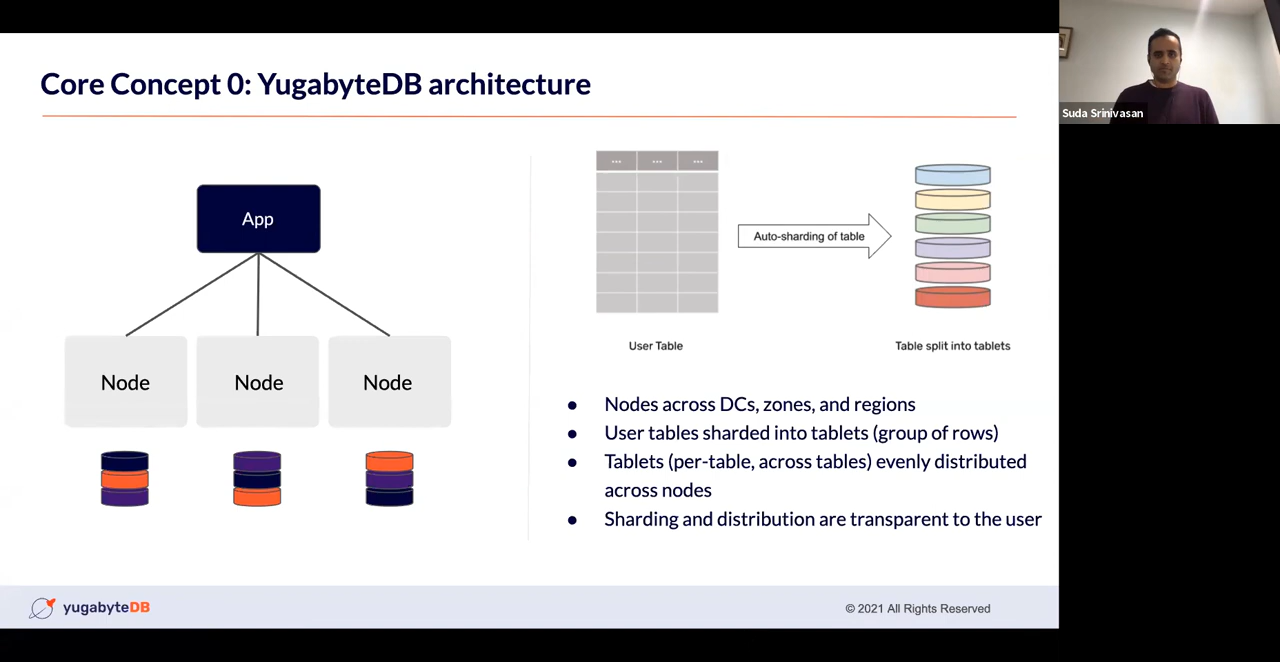 Core Concept 0: YugabyteDB architecture
App
Node
Node
Node
... ... ...
Auto-sharding of table
User Table
Table split into tablets
● Nodes across DCs, zones, and regions
● User tables sharded into tablets (group of rows)
● Tablets (per-table, across tables) evenly distributed
across nodes
● Sharding and distribution are transparent to the user
yugabyteDB
© 2021 All Rights Reserved
Suda Srinivasan